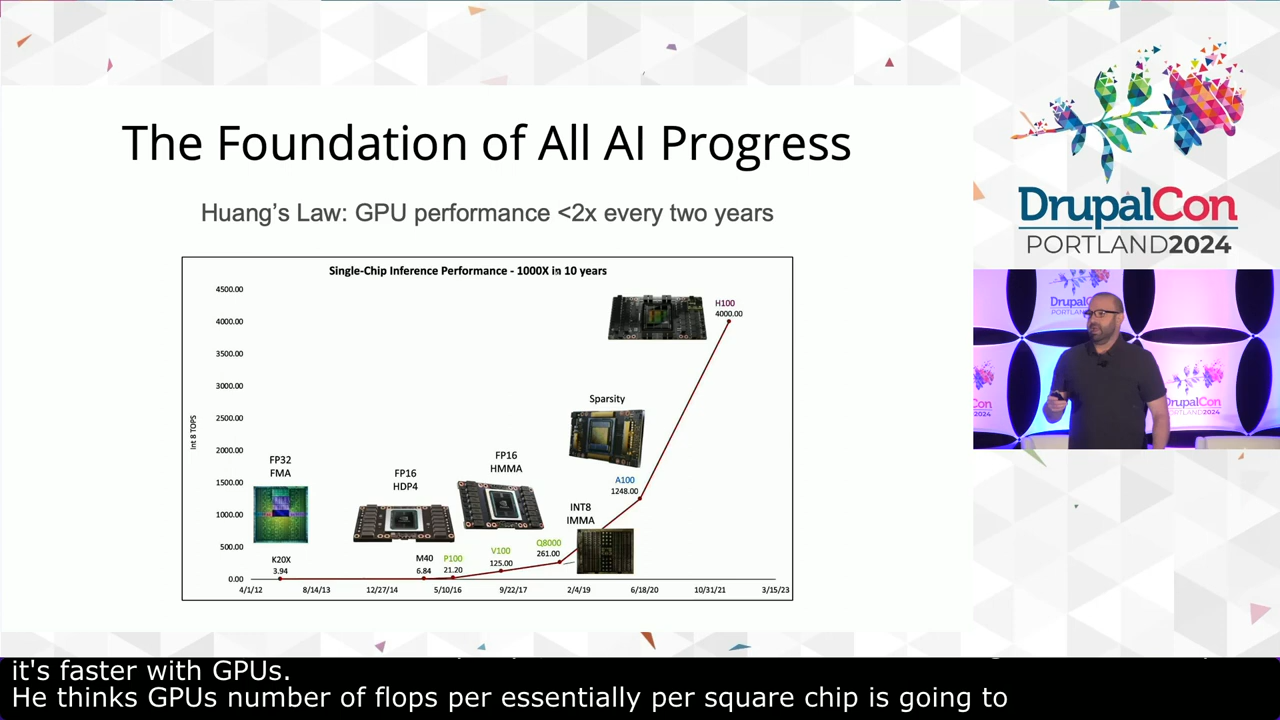 The Foundation of All AI Progress
Huang's Law: GPU performance <2x every two years
Single-Chip Inference Performance - 1000X in 10 years
Int 8 TOPS
4500.00
4000.00
3500.00
3000.00
2500.00
2000.00
1500.00
1000.00
500.00
0.00
4/1/12
8/14/13
12/27/14
5/10/16
9/22/17
2/4/19
6/18/20
10/31/21
3/15/23
FP32
FMA
K20X
3.94
FP16
HDP4
M40
6.84
P100
21.20
FP16
HMMA
V100
125.00
Q8000
261.00
INT8
IMMA
Sparsity
A100
1248.00
H100
4000.00
DrupalCon
PORTLAND2024
DrupalCon
PORTLAND 2024
it's faster with GPUs.
He thinks GPUs number of flops per essentially per square chip is going to